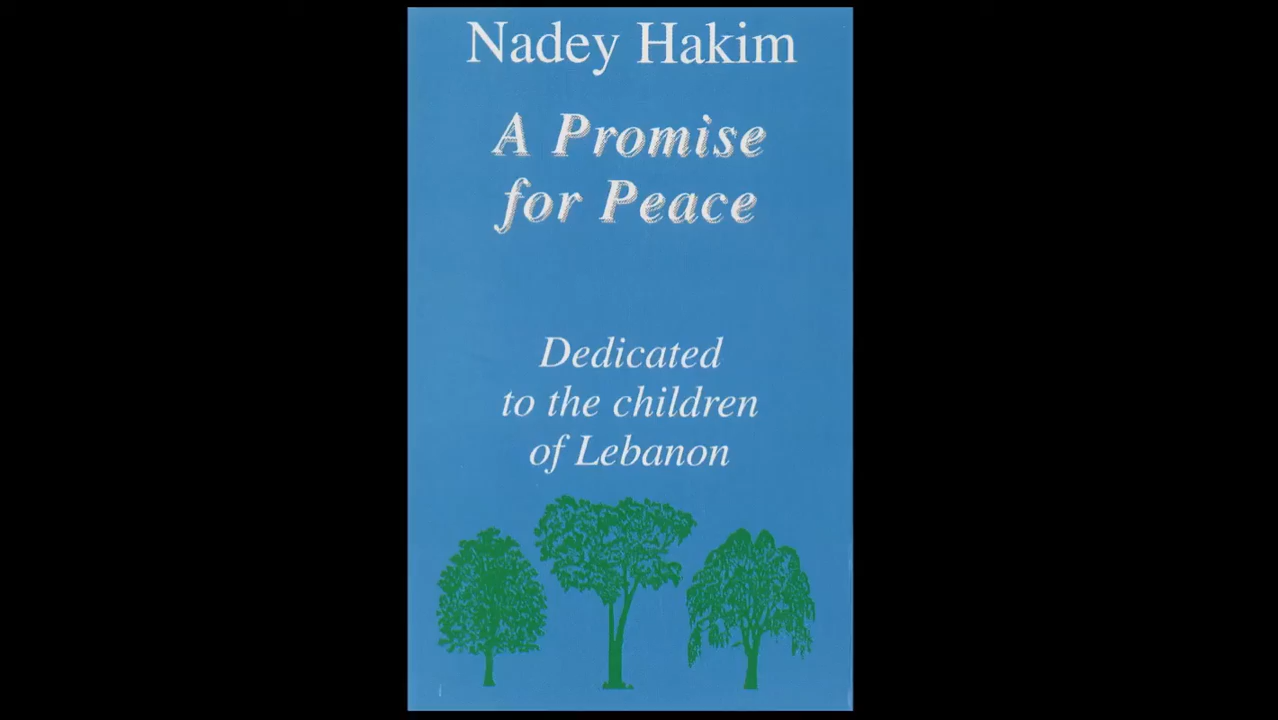 Nadey Hakim
A Promise
for Peace
Dedicated
to the children
of Lebanon